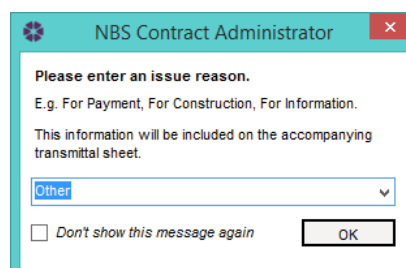 NBS Contract Administrator
Please enter an issue reason.
E.g. For Payment, For Construction, For Information.
This information will be included on the accompanying
transmittal sheet.
Other
Don't show this message again
OK